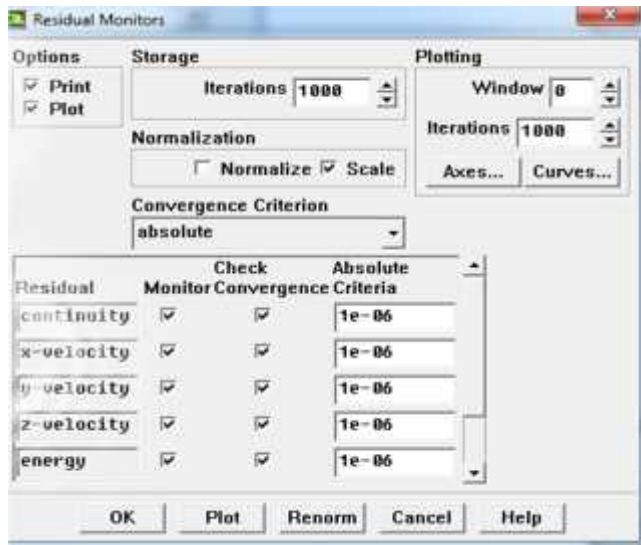 Residual Monitors
Options
Print
Plot
Storage
Iterations 1000
Normalization
Normalize Scale
Convergence Criterion
absolute
Plotting
Window 0
Iterations 1000
Axes... Curves...
Residual Monitor Check Convergence Absolute Criteria
continuity 1e-06
x-velocity 1e-06
y-velocity 1e-06
z-velocity 1e-06
energy 1e-06
OK Plot Renorm Cancel Help